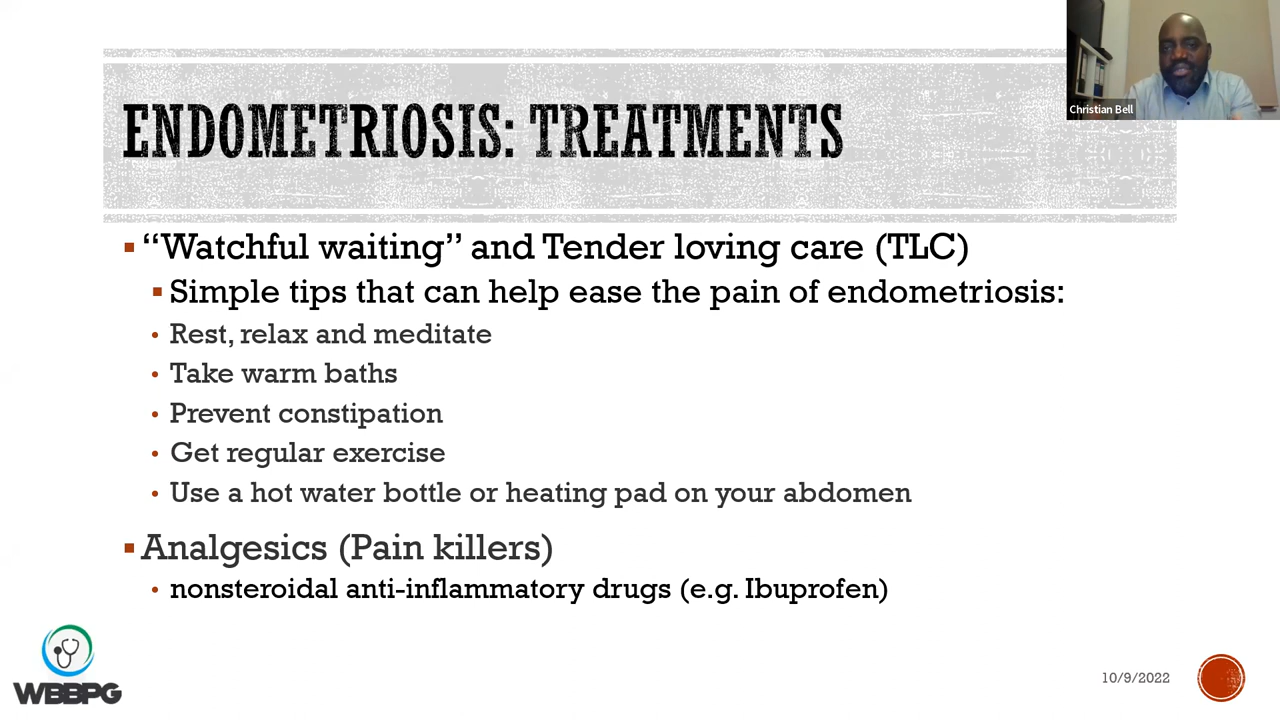 Christian Bell
ENDOMETRIOSIS: TREATMENTS
“Watchful waiting” and Tender loving care (TLC)
Simple tips that can help ease the pain of endometriosis:
Rest, relax and meditate
Take warm baths
Prevent constipation
Get regular exercise
Use a hot water bottle or heating pad on your abdomen
Analgesics (Pain killers)
nonsteroidal anti-inflammatory drugs (e.g. Ibuprofen)
WBBPG
10/9/2022